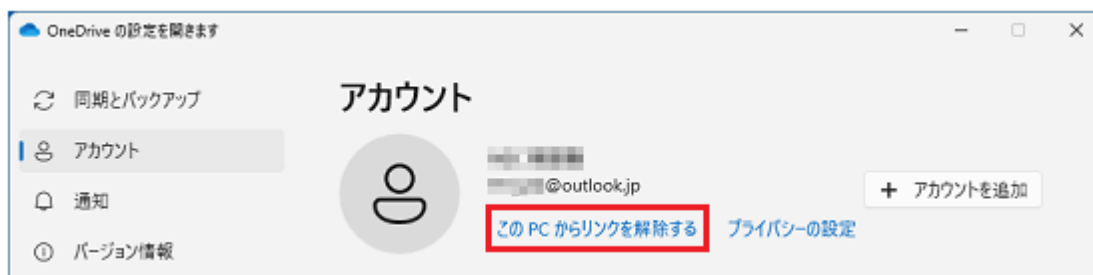 OneDrive の設定を開きます
同期とバックアップ
アカウント
通知
バージョン情報
アカウント
@outlook.jp
+ アカウントを追加
この PC からリンクを解除する
プライバシーの設定